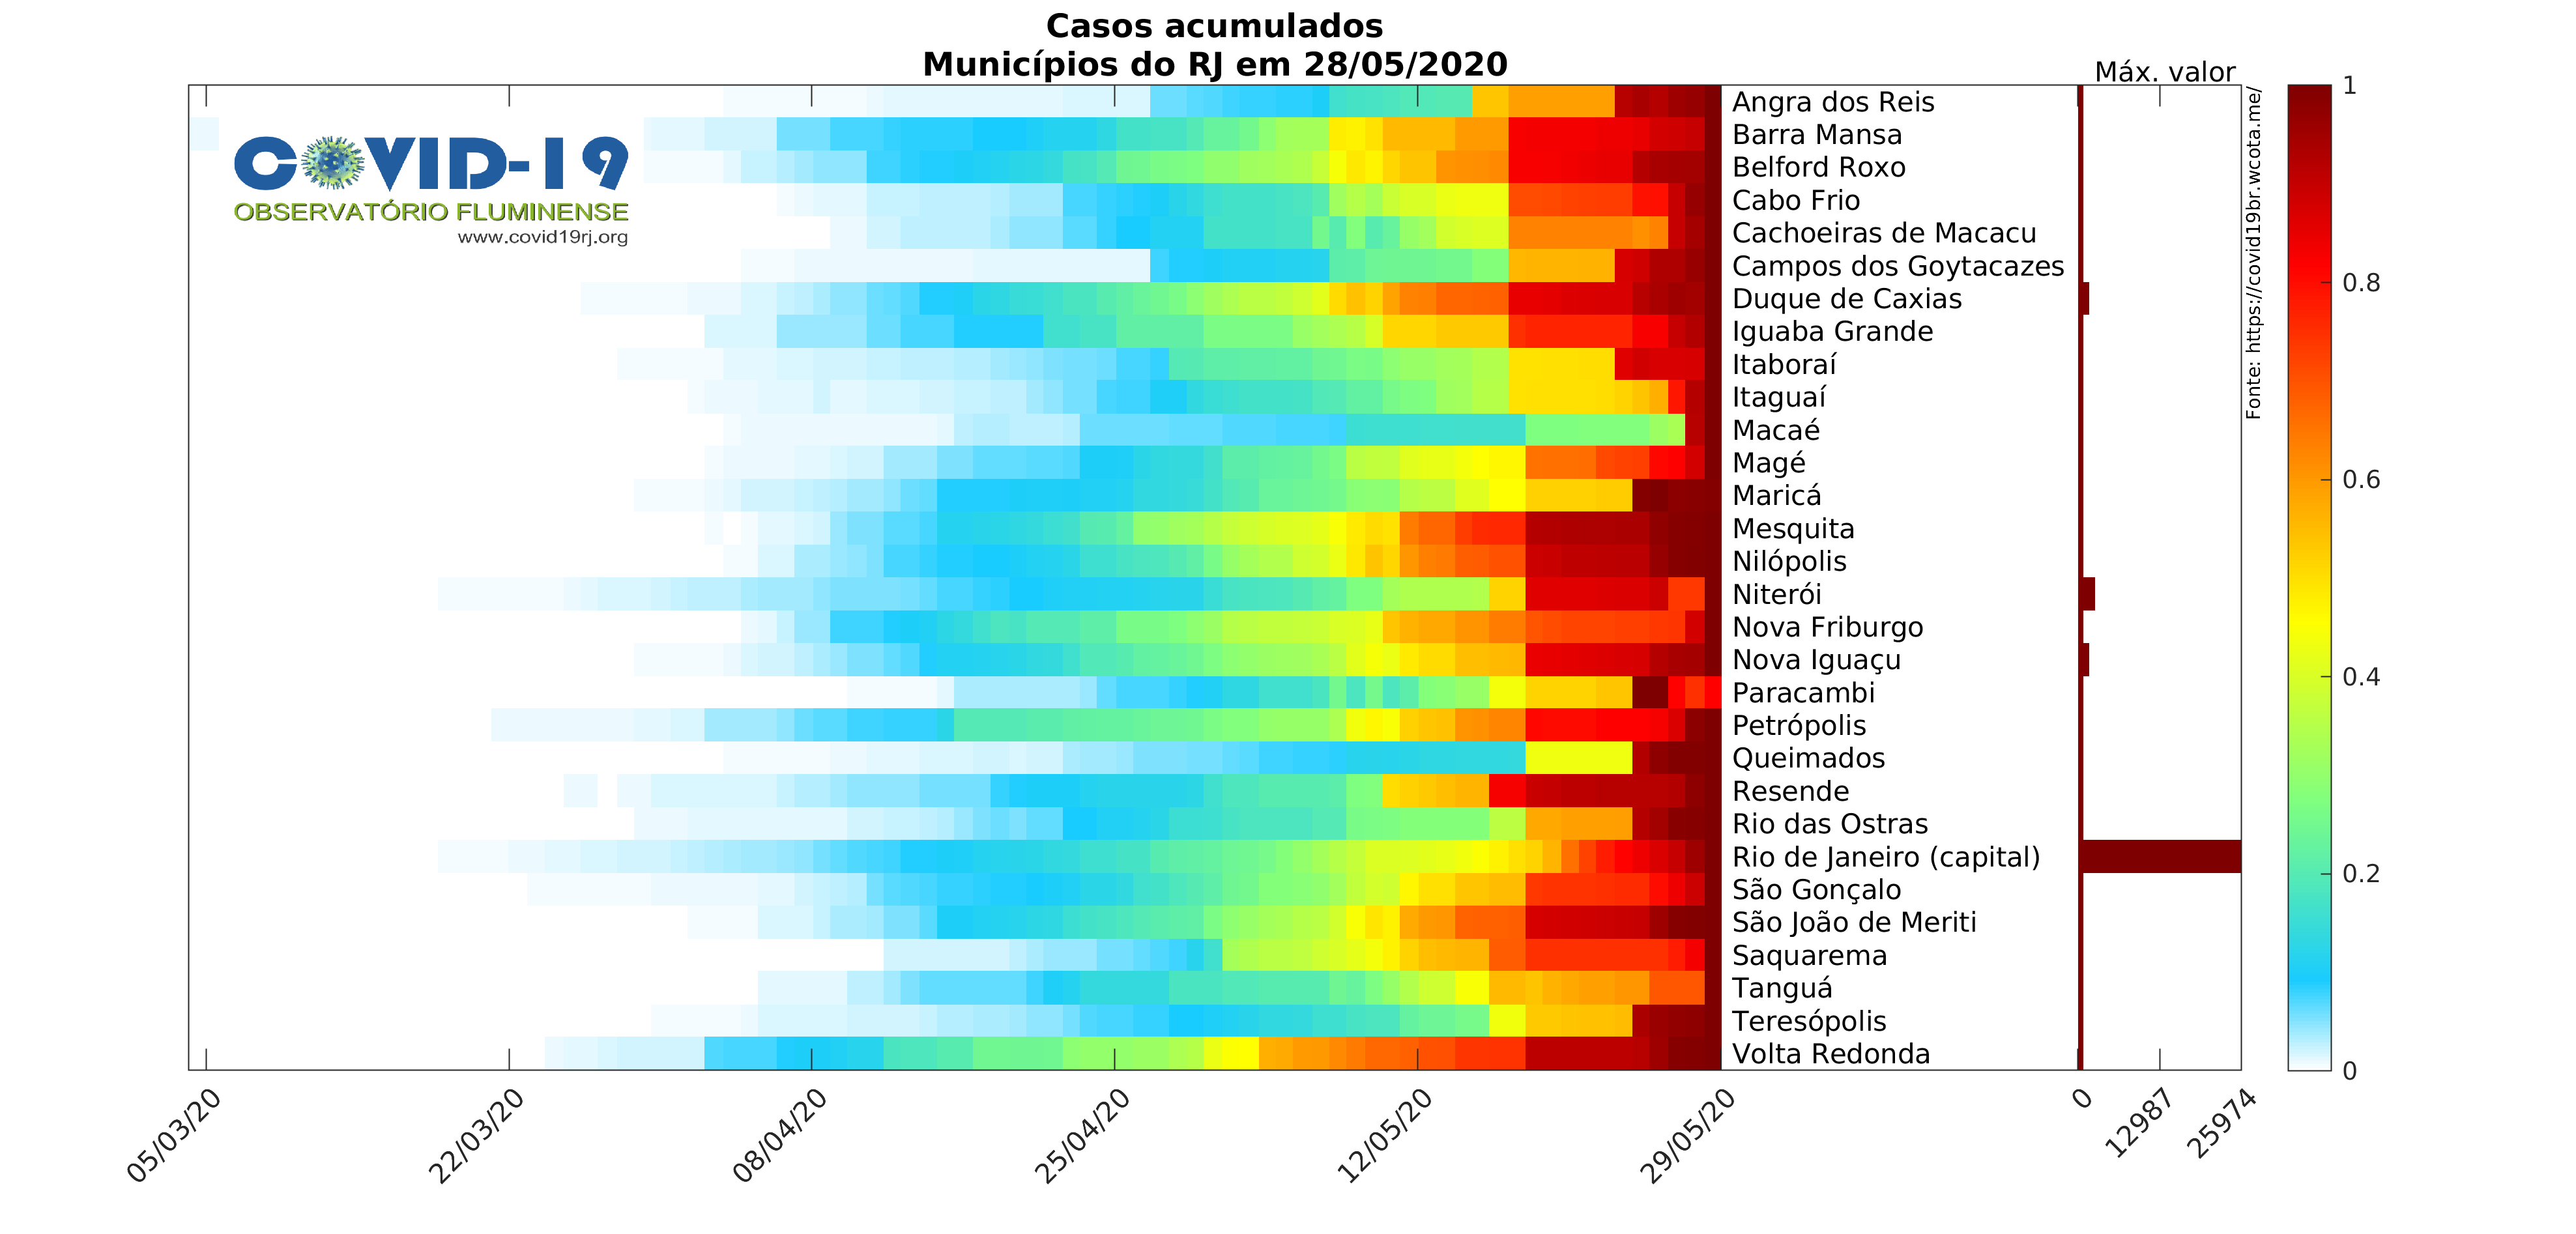 Casos acumulados
Municípios do RJ em 28/05/2020
Máx. valor
COVID-19
OBSERVATÓRIO FLUMINENSE
www.covid19rj.org
Angra dos Reis
Barra Mansa
Belford Roxo
Cabo Frio
Cachoeiras de Macacu
Campos dos Goytacazes
Duque de Caxias
Iguaba Grande
Itaboraí
Itaguaí
Macaé
Magé
Maricá
Mesquita
Nilópolis
Niterói
Nova Friburgo
Nova Iguaçu
Paracambi
Petrópolis
Queimados
Resende
Rio das Ostras
Rio de Janeiro (capital)
São Gonçalo
São João de Meriti
Saquarema
Tanguá
Teresópolis
Volta Redonda
Fonte: https://covid19br.wcota.me/
1
0.8
0.6
0.4
0.2
0
05/03/20
22/03/20
08/04/20
25/04/20
12/05/20
29/05/20
0
12987
25974